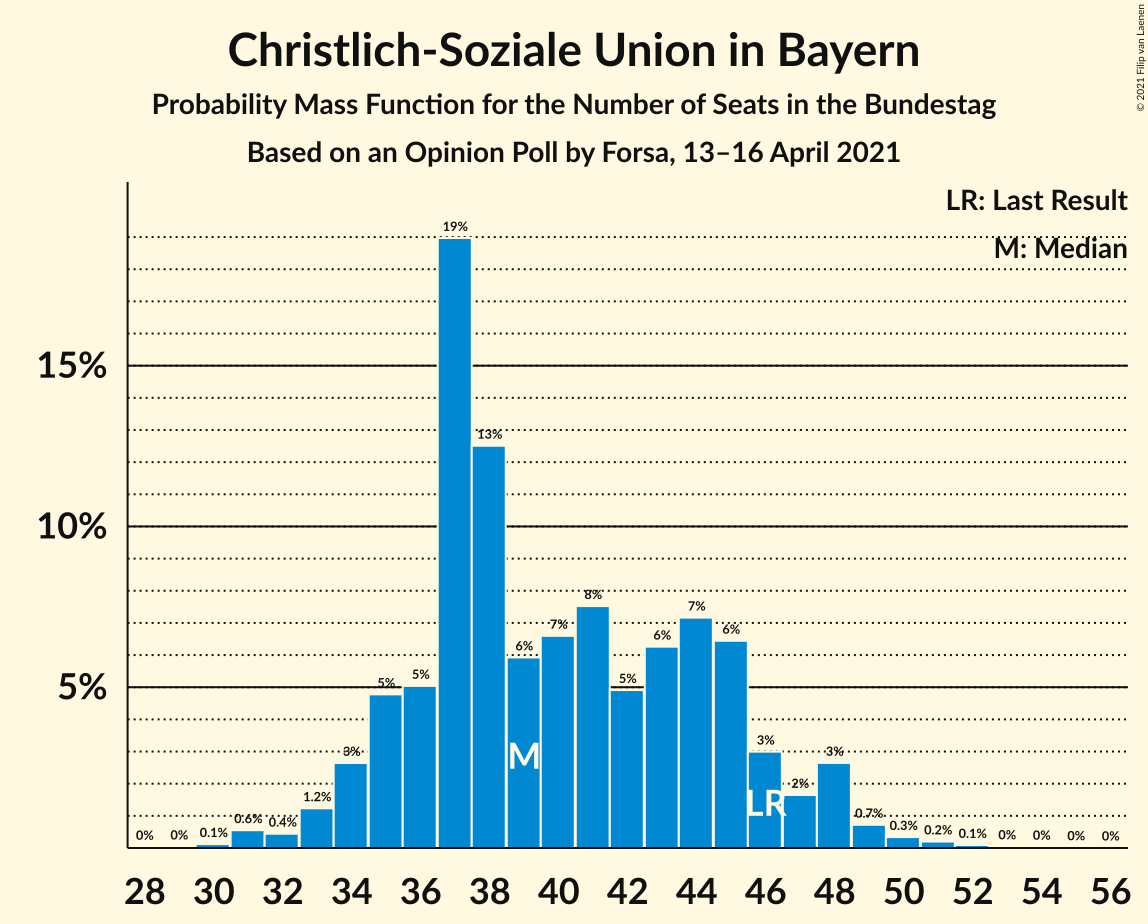 Christlich-Soziale Union in Bayern
Probability Mass Function for the Number of Seats in the Bundestag
Based on an Opinion Poll by Forsa, 13–16 April 2021
© 2021 Filip van Laenen
LR: Last Result
M: Median
15%
10%
5%
0% 0% 0.1% 0.6% 0.4% 1.2% 3% 5% 5% 19% 13% 6% 7% 8% 5% 6% 7% 6% 3% 2% 3% 0.7% 0.3% 0.2% 0.1% 0% 0% 0% 0%
M
LR
28 30 32 34 36 38 40 42 44 46 48 50 52 54 56